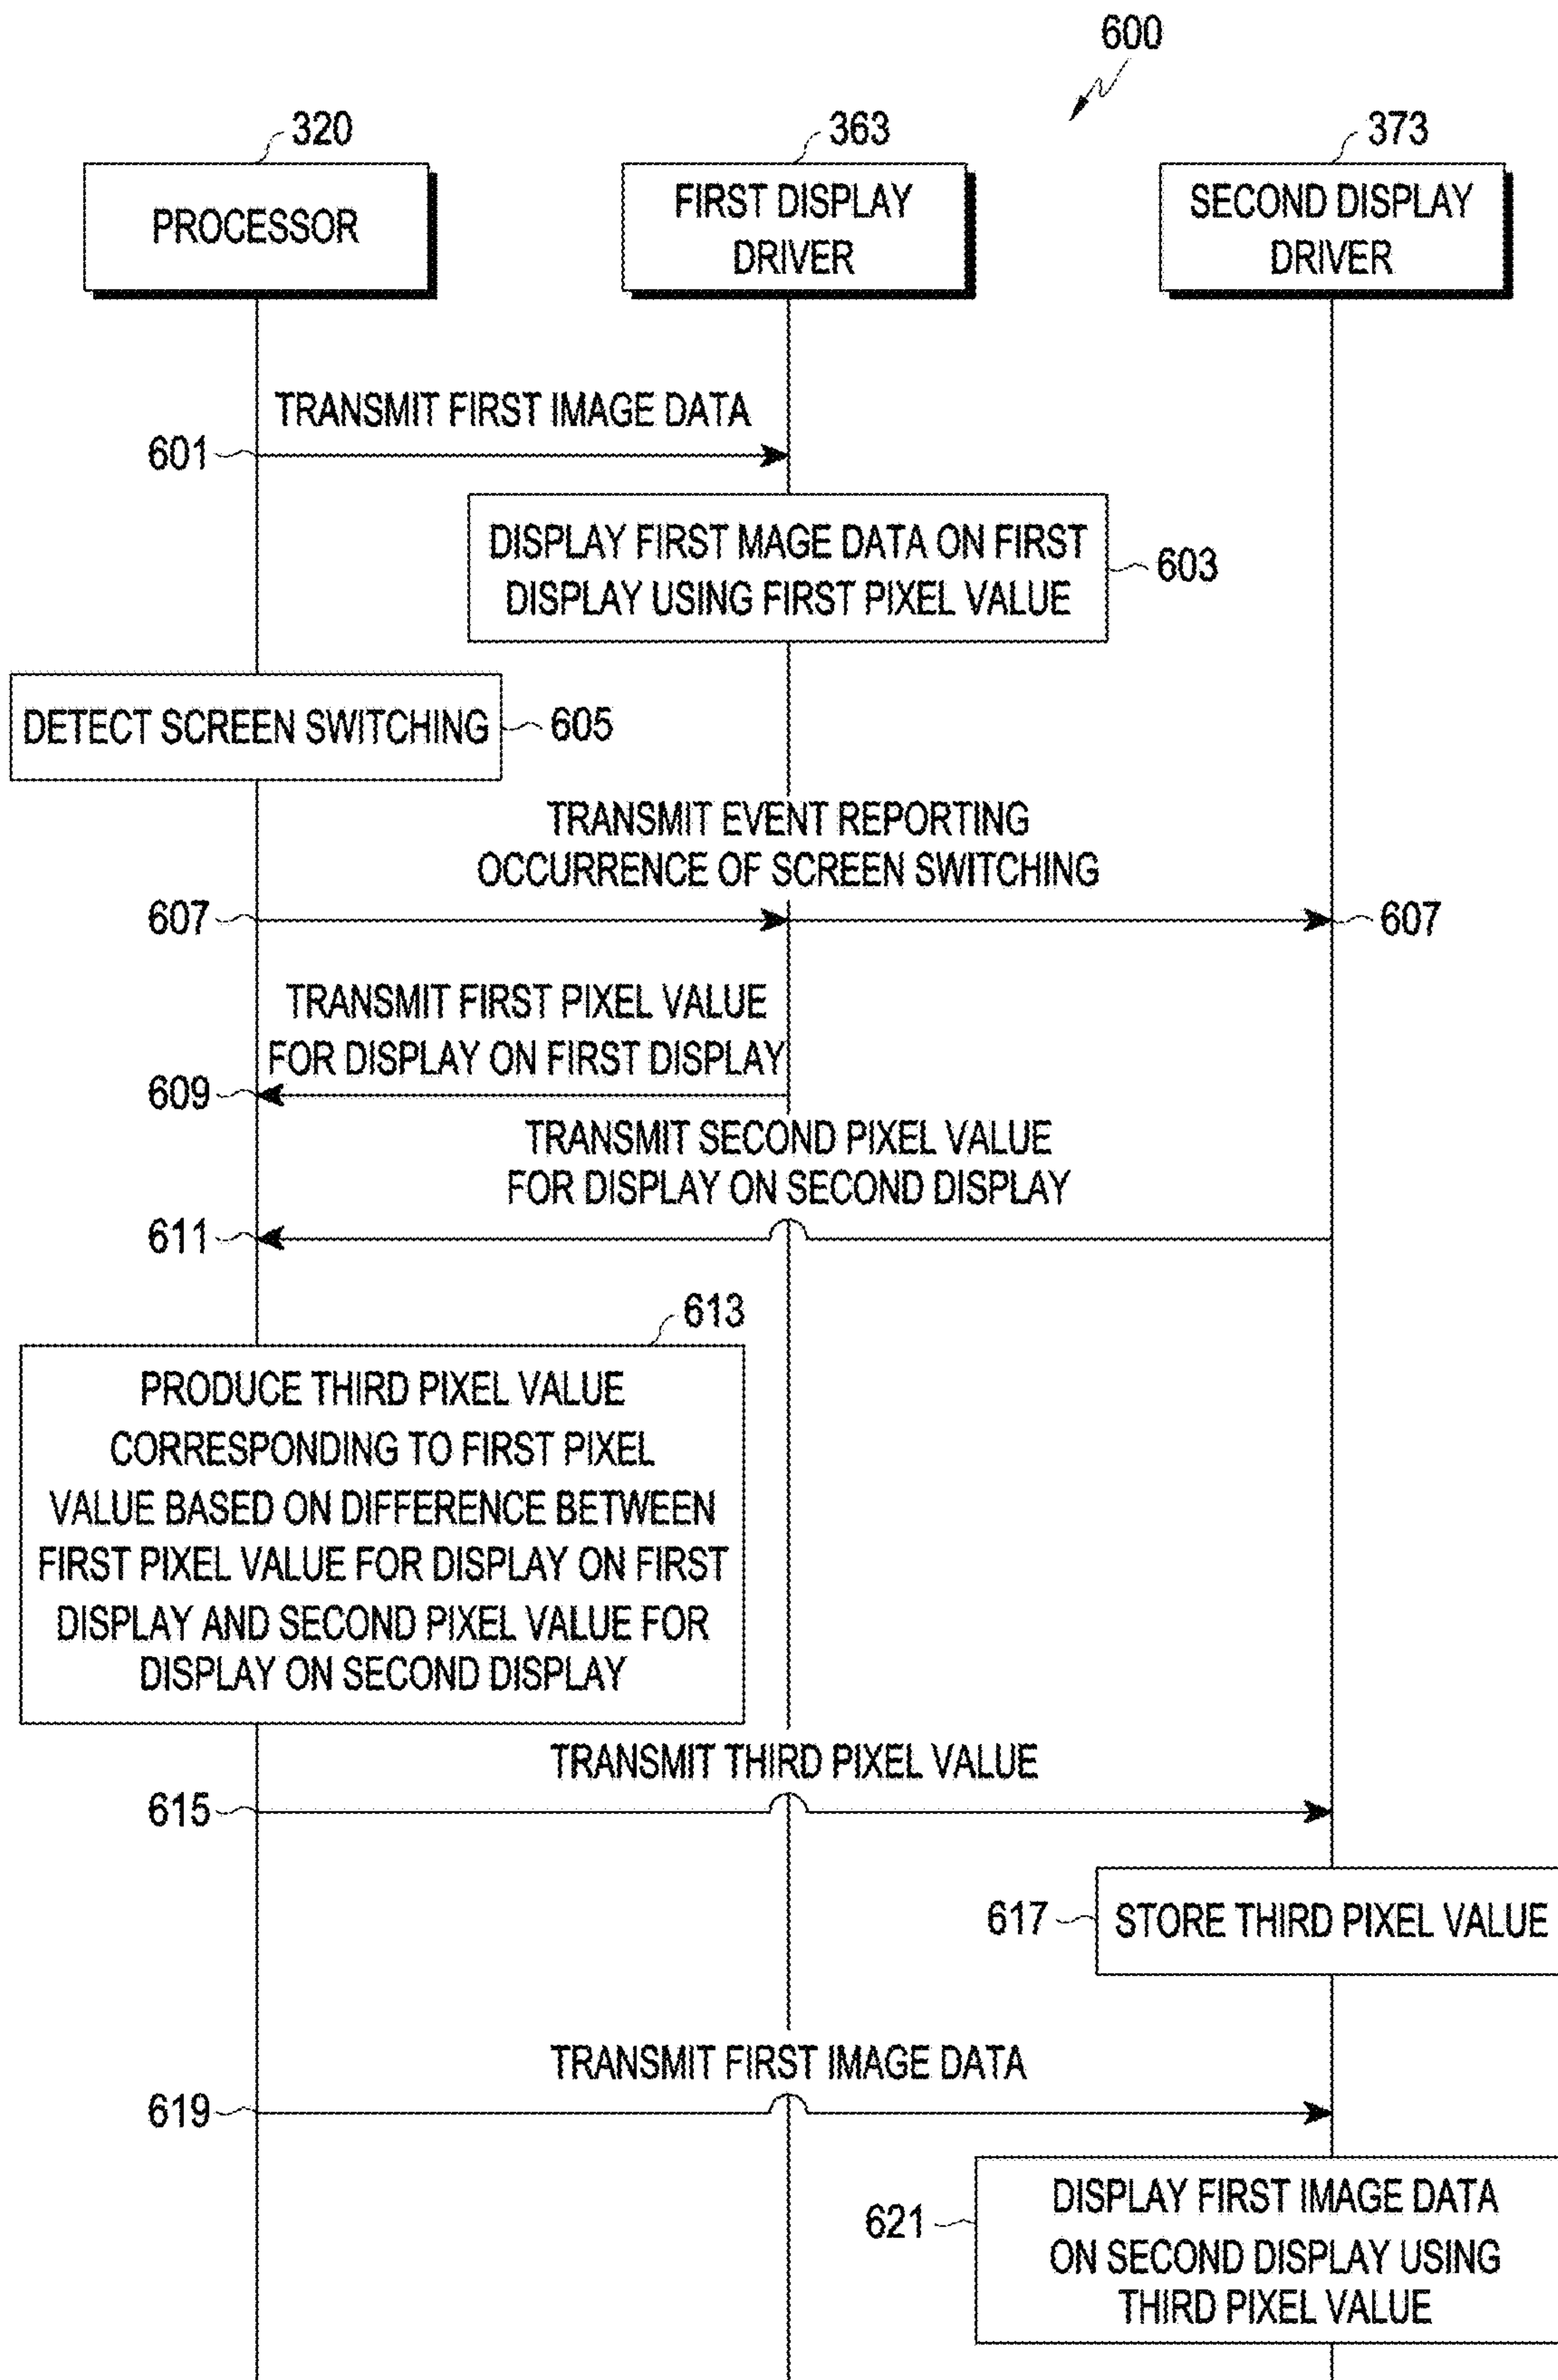 600
320
363
373
PROCESSOR
FIRST DISPLAY
DRIVER
SECOND DISPLAY
DRIVER
TRANSMIT FIRST IMAGE DATA
601
DISPLAY FIRST MAGE DATA ON FIRST
DISPLAY USING FIRST PIXEL VALUE
603
DETECT SCREEN SWITCHING
605
TRANSMIT EVENT REPORTING
OCCURRENCE OF SCREEN SWITCHING
607
607
TRANSMIT FIRST PIXEL VALUE
FOR DISPLAY ON FIRST DISPLAY
609
TRANSMIT SECOND PIXEL VALUE
FOR DISPLAY ON SECOND DISPLAY
611
613
PRODUCE THIRD PIXEL VALUE
CORRESPONDING TO FIRST PIXEL
VALUE BASED ON DIFFERENCE BETWEEN
FIRST PIXEL VALUE FOR DISPLAY ON FIRST
DISPLAY AND SECOND PIXEL VALUE FOR
DISPLAY ON SECOND DISPLAY
TRANSMIT THIRD PIXEL VALUE
615
617
STORE THIRD PIXEL VALUE
TRANSMIT FIRST IMAGE DATA
619
621
DISPLAY FIRST IMAGE DATA
ON SECOND DISPLAY USING
THIRD PIXEL VALUE